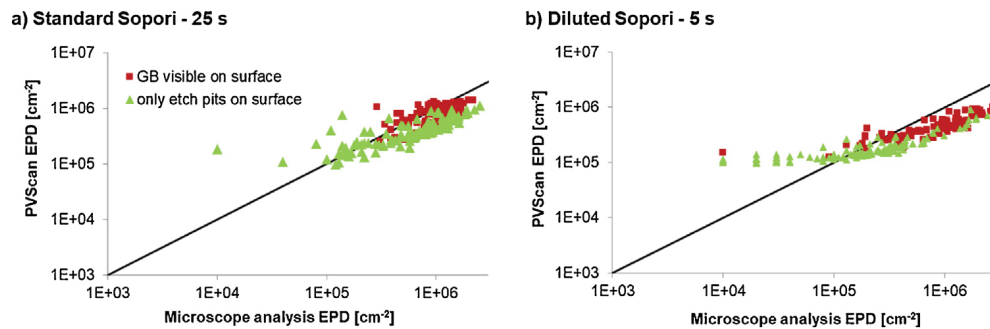 a) Standard Sopori - 25 s
1E+07
1E+06
1E+05
1E+04
1E+03
PVScan EPD [cm⁻²]
GB visible on surface
only etch pits on surface
1E+03 1E+04 1E+05 1E+06
Microscope analysis EPD [cm⁻²]
b) Diluted Sopori - 5 s
1E+07
1E+06
1E+05
1E+04
1E+03
PVScan EPD [cm⁻²]
1E+03 1E+04 1E+05 1E+06
Microscope analysis EPD [cm⁻²]